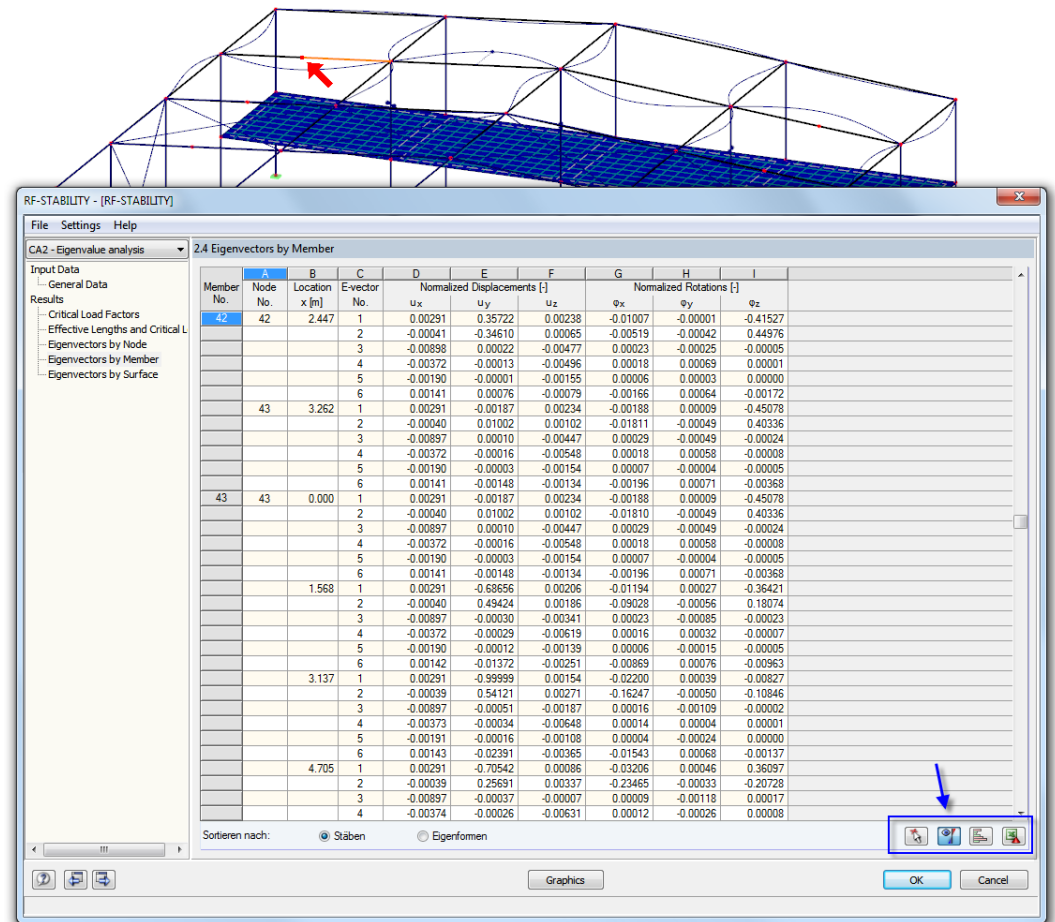 RF-STABILITY - [RF-STABILITY]
File Settings Help
CA2 - Eigenvalue analysis
2.4 Eigenvectors by Member
Input Data
General Data
Results
Critical Load Factors
Effective Lengths and Critical L
Eigenvectors by Node
Eigenvectors by Member
Eigenvectors by Surface
A B C D E F G H I
Member Node Location E-vector Normalized Displacements [-] Normalized Rotations [-]
No. No. x [m] No. ux uy uz φx φy φz
42 42 2.447 1 0.00291 0.35722 0.00238 -0.01007 -0.00001 -0.41527
2 -0.00041 -0.34610 0.00065 -0.00519 -0.00042 0.44976
3 -0.00898 0.00022 -0.00477 0.00023 -0.00025 -0.00005
4 -0.00372 -0.00013 -0.00496 0.00018 0.00069 0.00001
5 -0.00190 -0.00001 -0.00155 0.00006 0.00003 0.00000
6 0.00141 0.00076 -0.00079 -0.00166 0.00064 -0.00172
43 3.262 1 0.00291 -0.00187 0.00234 -0.00188 0.00009 -0.45078
2 -0.00040 0.01002 0.00102 -0.01811 -0.00049 0.40336
3 -0.00897 0.00010 -0.00447 0.00029 -0.00049 -0.00024
4 -0.00372 -0.00016 -0.00548 0.00018 0.00058 -0.00008
5 -0.00190 -0.00003 -0.00154 0.00007 -0.00004 -0.00005
6 0.00141 -0.00148 -0.00134 -0.00196 0.00071 -0.00368
43 43 0.000 1 0.00291 -0.00187 0.00234 -0.00188 0.00009 -0.45078
2 -0.00040 0.01002 0.00102 -0.01810 -0.00049 0.40336
3 -0.00897 0.00010 -0.00447 0.00029 -0.00049 -0.00024
4 -0.00372 -0.00016 -0.00548 0.00018 0.00058 -0.00008
5 -0.00190 -0.00003 -0.00154 0.00007 -0.00004 -0.00005
6 0.00141 -0.00148 -0.00134 -0.00196 0.00071 -0.00368
1.568 1 0.00291 -0.68656 0.00206 -0.01194 0.00027 -0.36421
2 -0.00040 0.49424 0.00186 -0.09028 -0.00056 0.18074
3 -0.00897 -0.00030 -0.00341 0.00023 -0.00085 -0.00023
4 -0.00372 -0.00029 -0.00619 0.00016 0.00032 -0.00007
5 -0.00190 -0.00012 -0.00139 0.00006 -0.00015 -0.00005
6 0.00142 -0.01372 -0.00251 -0.00869 0.00076 -0.00963
3.137 1 0.00291 -0.99999 0.00154 -0.02200 0.00039 -0.00827
2 -0.00039 0.54121 0.00271 -0.16247 -0.00050 -0.10846
3 -0.00897 -0.00051 -0.00187 0.00016 -0.00109 -0.00002
4 -0.00373 -0.00034 -0.00648 0.00014 0.00004 0.00001
5 -0.00191 -0.00016 -0.00108 0.00004 -0.00024 0.00000
6 0.00143 -0.02391 -0.00365 -0.01543 0.00068 -0.00137
4.705 1 0.00291 -0.70542 0.00086 -0.03206 0.00046 0.36097
2 -0.00039 0.25691 0.00337 -0.23465 -0.00033 -0.20728
3 -0.00897 -0.00037 -0.00007 0.00009 -0.00118 0.00017
4 -0.00374 -0.00026 -0.00631 0.00012 -0.00026 0.00008
Sortieren nach: Stäben Eigenformen
Graphics OK Cancel